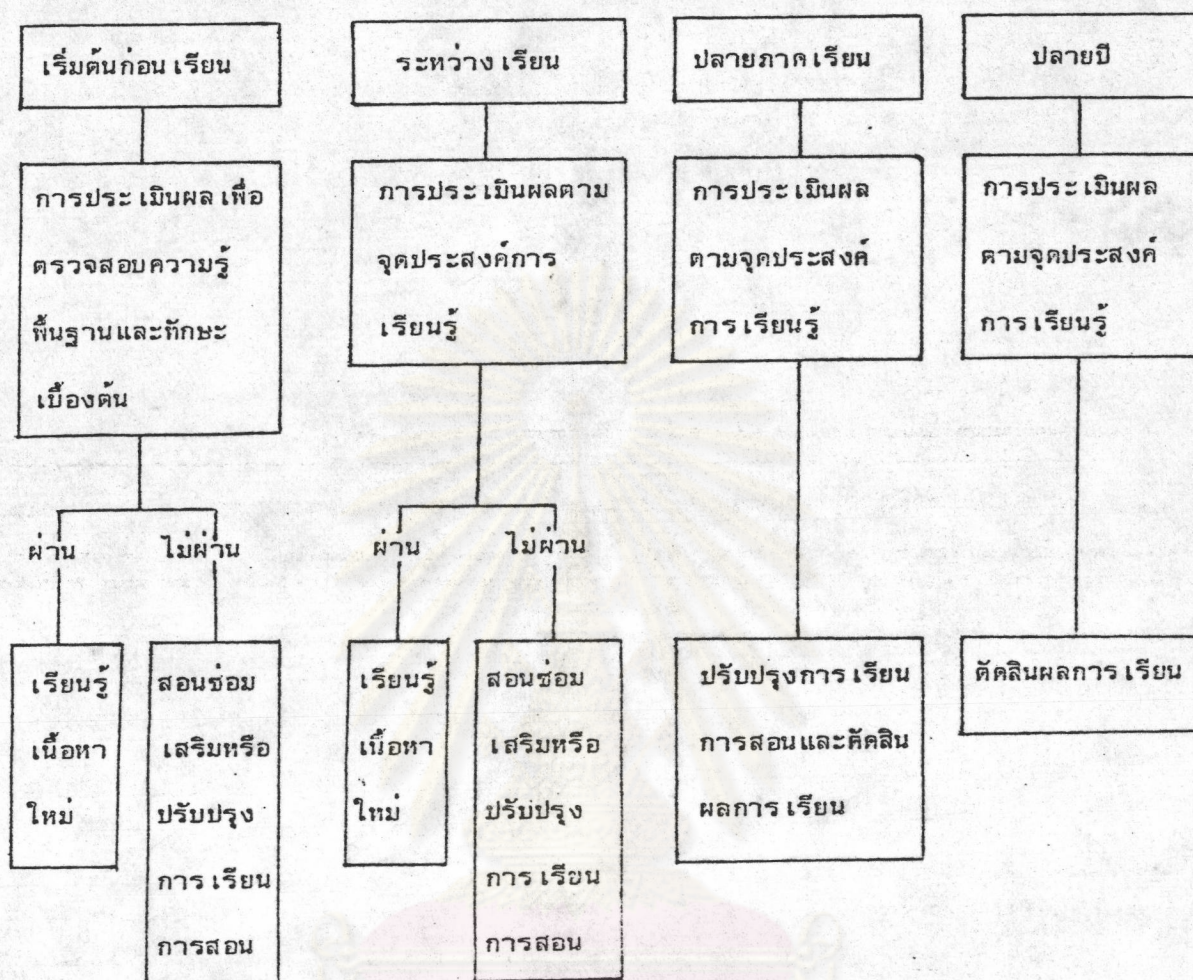 เริ่มต้นก่อนเรียน
การประเมินผลเพื่อ
ตรวจสอบความรู้
พื้นฐานและทักษะ
เบื้องต้น
ผ่าน
ไม่ผ่าน
เรียนรู้
เนื้อหา
ใหม่
สอนซ่อม
เสริมหรือ
ปรับปรุง
การเรียน
การสอน
ระหว่างเรียน
การประเมินผลตาม
จุดประสงค์การ
เรียนรู้
ผ่าน
ไม่ผ่าน
เรียนรู้
เนื้อหา
ใหม่
สอนซ่อม
เสริมหรือ
ปรับปรุง
การเรียน
การสอน
ปลายภาคเรียน
การประเมินผล
ตามจุดประสงค์
การเรียนรู้
ปรับปรุงการเรียน
การสอนและตัดสิน
ผลการเรียน
ปลายปี
การประเมินผล
ตามจุดประสงค์
การเรียนรู้
ตัดสินผลการเรียน